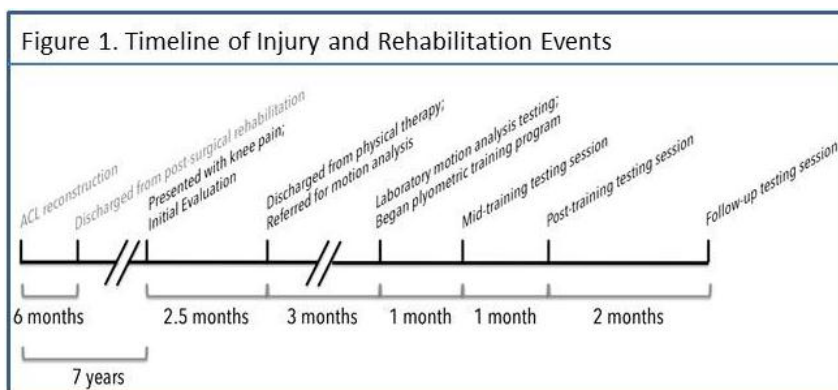 Figure 1. Timeline of Injury and Rehabilitation Events
ACL reconstruction
Discharged from post-surgical rehabilitation
Presented with knee pain;
Initial Evaluation
Discharged from physical therapy;
Referred for motion analysis
Laboratory motion analysis testing;
Began plyometric training program
Mid-training testing session
Post-training testing session
Follow-up testing session
6 months
2.5 months
3 months
1 month
1 month
2 months
7 years